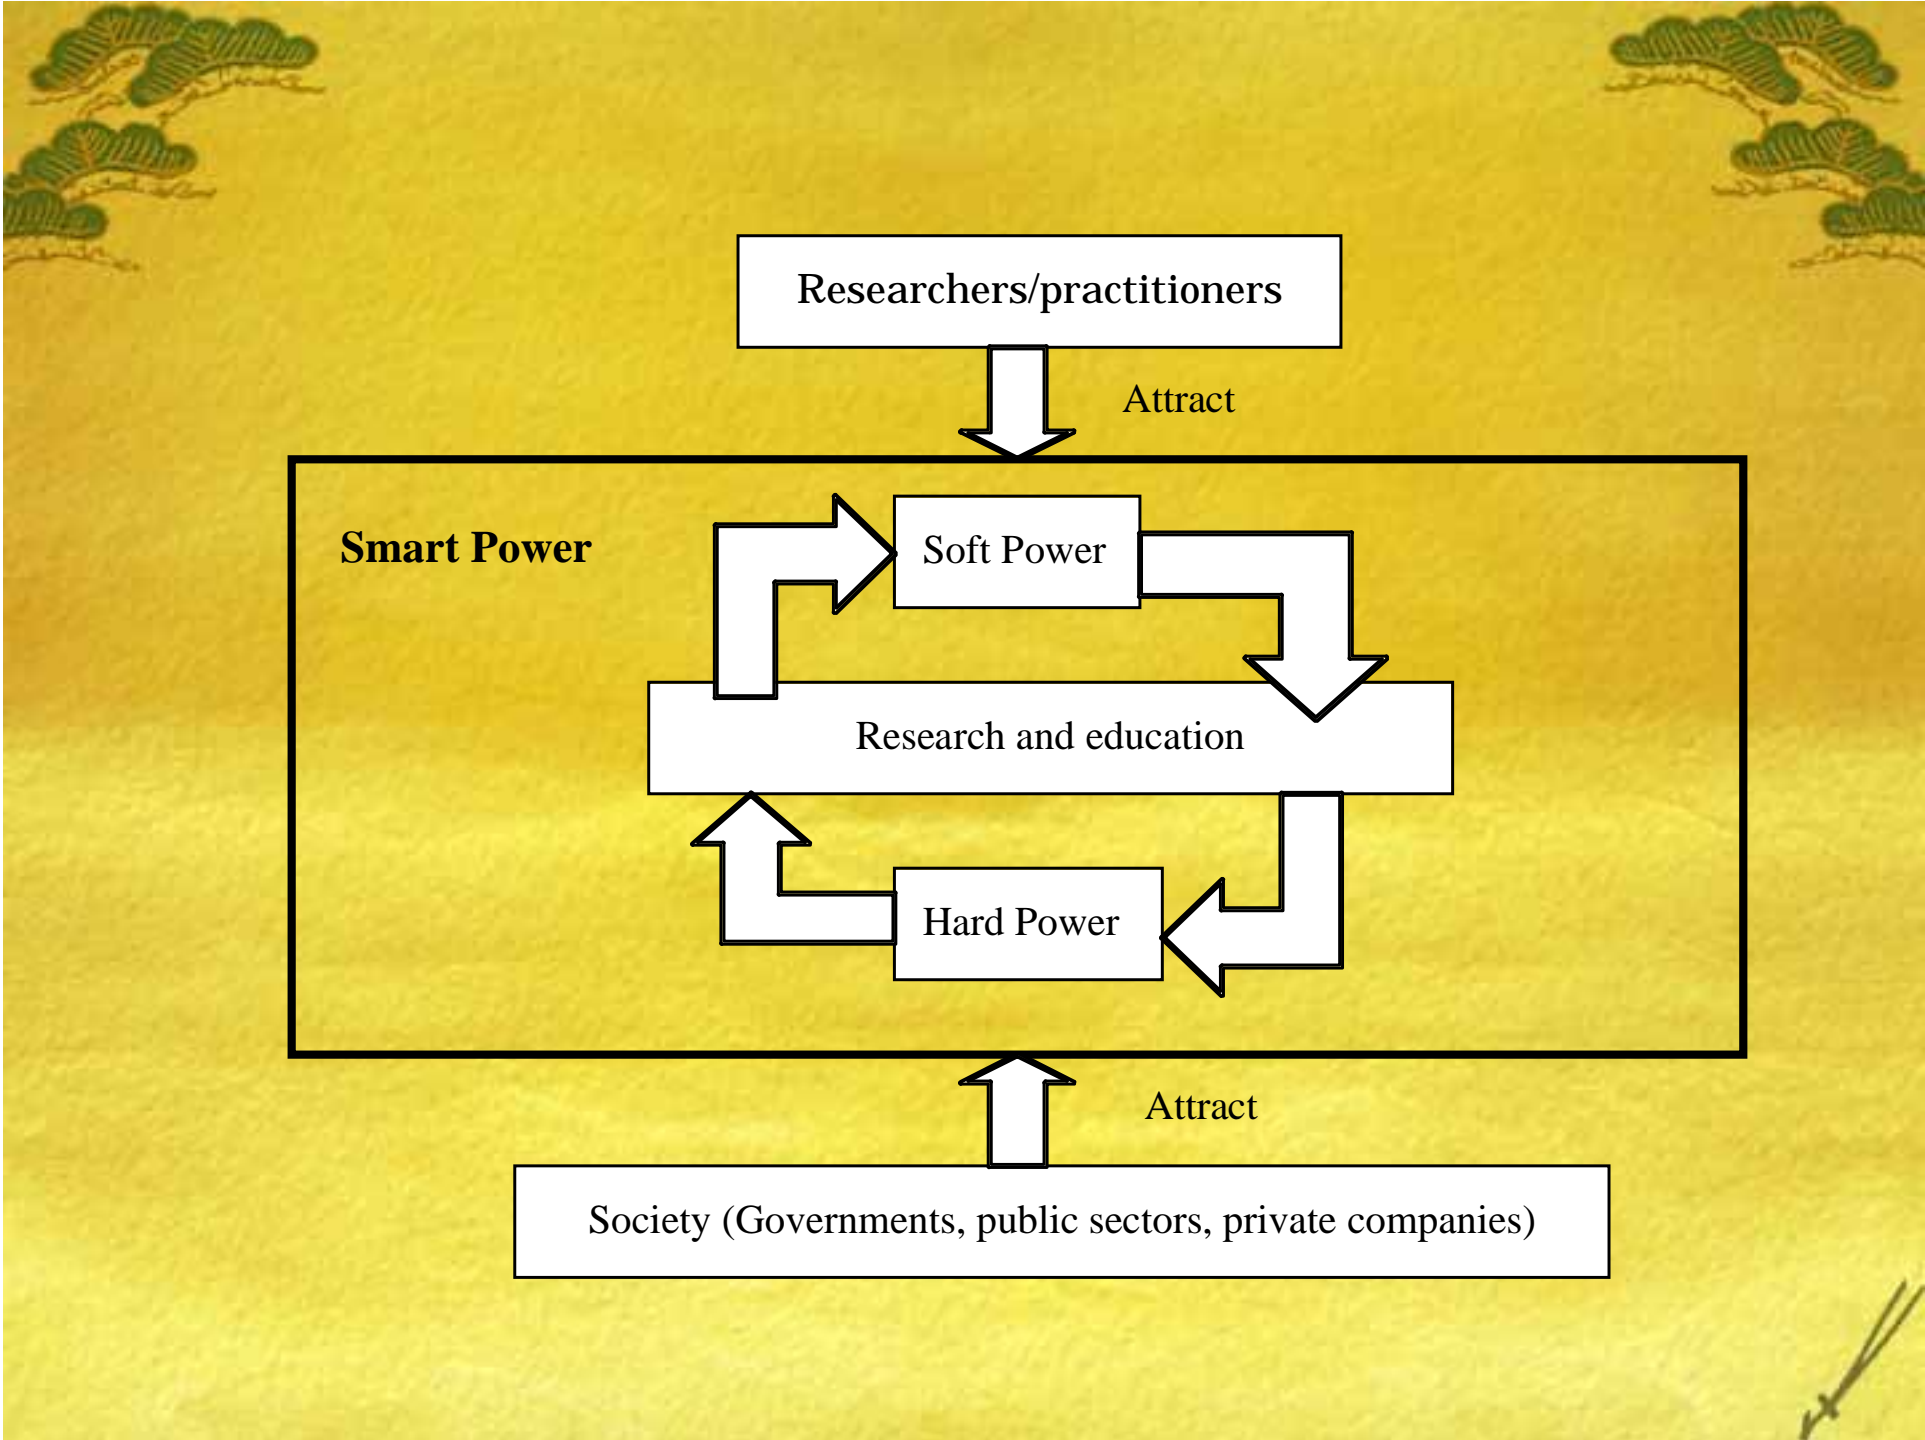 Researchers/practitioners
Attract
Smart Power
Soft Power
Research and education
Hard Power
Attract
Society (Governments, public sectors, private companies)